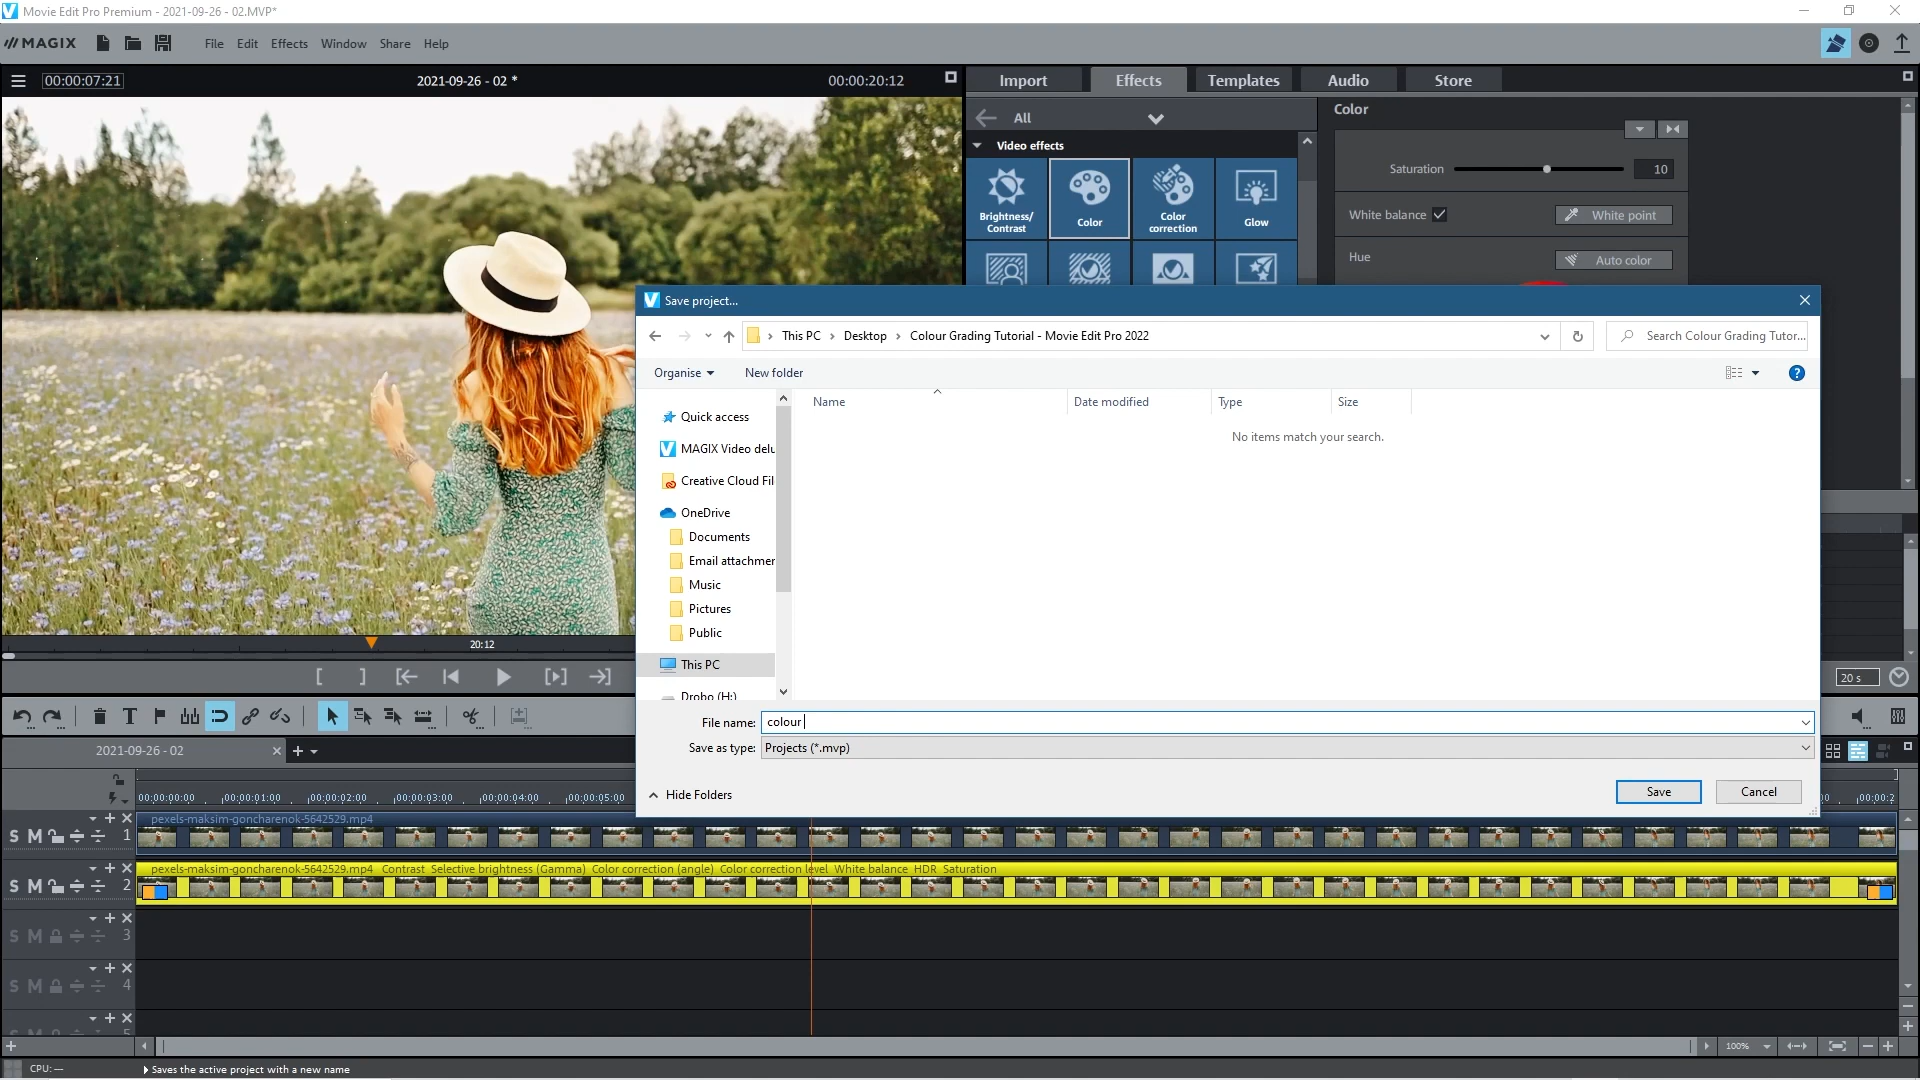 Movie Edit Pro Premium - 2021-09-26 - 02.MVP*
MAGIX
File Edit Effects Window Share Help
00:00:07:21
2021-09-26 - 02 *
00:00:20:12
Import
Effects
Templates
Audio
Store
All
Video effects
Brightness/
Contrast
Color
Color
correction
Glow
Color
Saturation
10
White balance
White point
Hue
Auto color
Save project...
This PC › Desktop › Colour Grading Tutorial - Movie Edit Pro 2022
Search Colour Grading Tutor...
Organise
New folder
Name
Date modified
Type
Size
No items match your search.
Quick access
MAGIX Video delu
Creative Cloud Fil
OneDrive
Documents
Email attachmer
Music
Pictures
Public
This PC
Drobo (H:)
File name: colour
Save as type: Projects (*.mvp)
Hide Folders
Save
Cancel
20:12
20 s
2021-09-26 - 02
00:00:00:00
00:00:01:00
00:00:02:00
00:00:03:00
00:00:04:00
00:00:05:00
00:00:2
S M 1
pexels-maksim-goncharenok-5642529.mp4
S M 2
pexels-maksim-goncharenok-5642529.mp4 Contrast Selective brightness (Gamma) Color correction (angle) Color correction level White balance HDR Saturation
S M 3
S M 4
S M 5
100%
CPU: —
Saves the active project with a new name